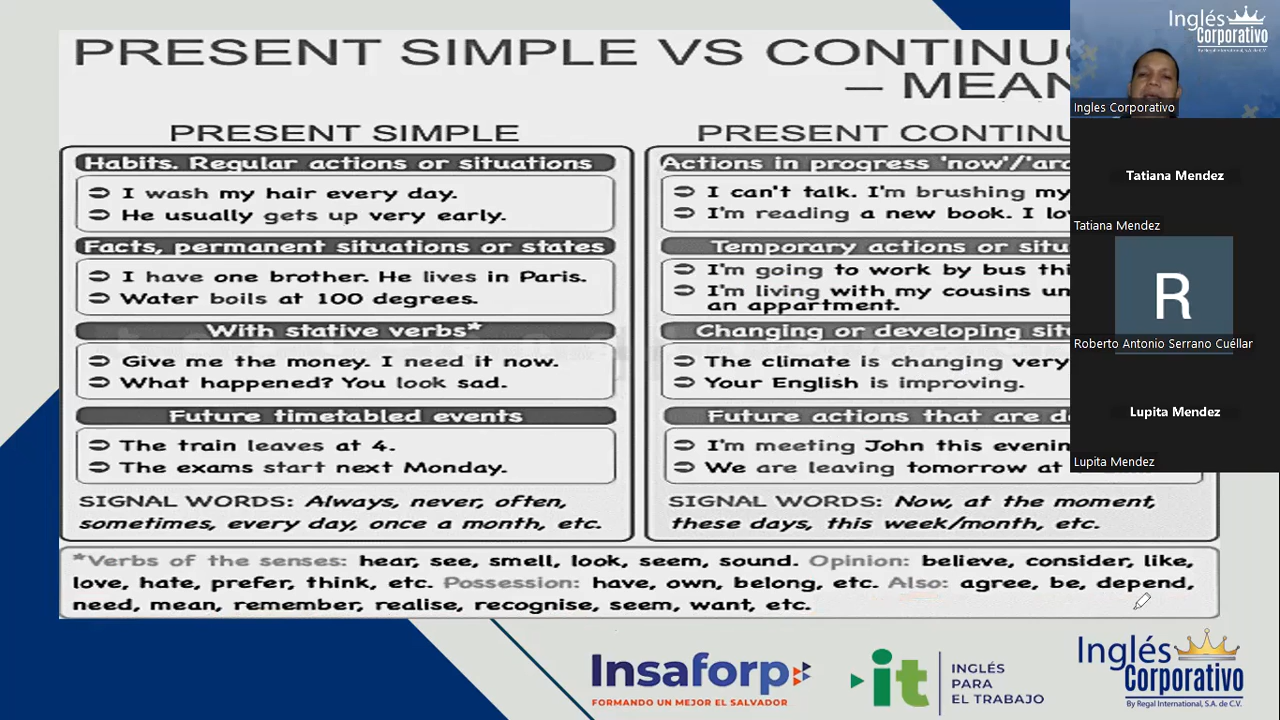 PRESENT SIMPLE VS CONTINU
– MEAN
PRESENT SIMPLE
Habits. Regular actions or situations
I wash my hair every day.
He usually gets up very early.
Facts, permanent situations or states
I have one brother. He lives in Paris.
Water boils at 100 degrees.
With stative verbs*
Give me the money. I need it now.
What happened? You look sad.
Future timetabled events
The train leaves at 4.
The exams start next Monday.
SIGNAL WORDS: Always, never, often,
sometimes, every day, once a month, etc.
PRESENT CONTINU
Actions in progress 'now'/'aro
I can't talk. I'm brushing my
I'm reading a new book. I lo
Temporary actions or situ
I'm going to work by bus thi
I'm living with my cousins un
an appartment.
Changing or developing sit
The climate is changing very
Your English is improving.
Future actions that are d
I'm meeting John this evenin
We are leaving tomorrow at
SIGNAL WORDS: Now, at the moment,
these days, this week/month, etc.
*Verbs of the senses: hear, see, smell, look, seem, sound. Opinion: believe, consider, like,
love, hate, prefer, think, etc. Possession: have, own, belong, etc. Also: agree, be, depend,
need, mean, remember, realise, recognise, seem, want, etc.
Inglés
Corporativo
By Regal International, S.A. de C.V.
Ingles Corporativo
Tatiana Mendez
Tatiana Mendez
R
Roberto Antonio Serrano Cuéllar
Lupita Mendez
Lupita Mendez
Insaforp
FORMANDO UN MEJOR EL SALVADOR
it
INGLÉS
PARA
EL TRABAJO
Inglés
Corporativo
By Regal International, S.A. de C.V.